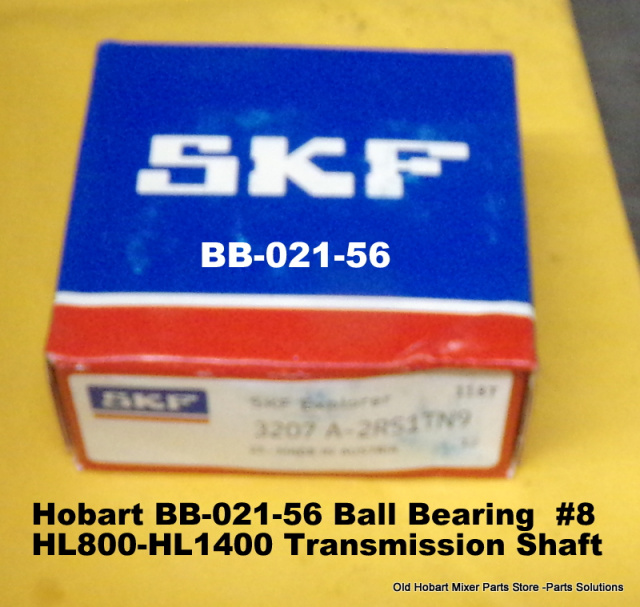 SKF
BB-021-56
SKF
SKF Explorer
3207 A-2RS1TN9
Hobart BB-021-56 Ball Bearing #8
HL800-HL1400 Transmission Shaft
Old Hobart Mixer Parts Store -Parts Solutions